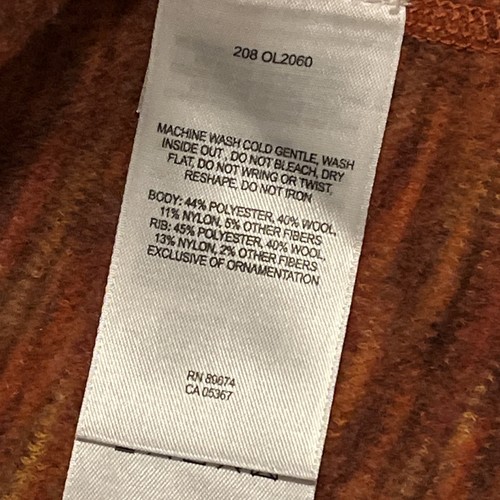 208 OL2060
MACHINE WASH COLD GENTLE, WASH
INSIDE OUT, DO NOT BLEACH, DRY
FLAT, DO NOT WRING OR TWIST,
RESHAPE, DO NOT IRON
BODY: 44% POLYESTER, 40% WOOL,
11% NYLON, 5% OTHER FIBERS
RIB: 45% POLYESTER, 40% WOOL,
13% NYLON, 2% OTHER FIBERS
EXCLUSIVE OF ORNAMENTATION
RN 89674
CA 05367